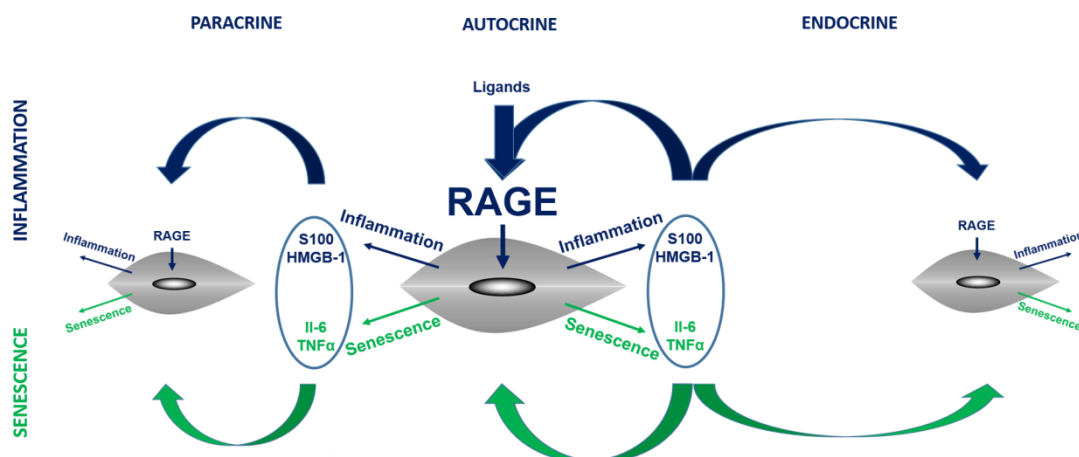 PARACRINE
AUTOCRINE
ENDOCRINE
INFLAMMATION
SENESCENCE
Ligands
RAGE
RAGE
Inflammation
Senescence
S100
HMGB-1
Il-6
TNFα
Inflammation
Senescence
Inflammation
Senescence
S100
HMGB-1
Il-6
TNFα
RAGE
Inflammation
Senescence